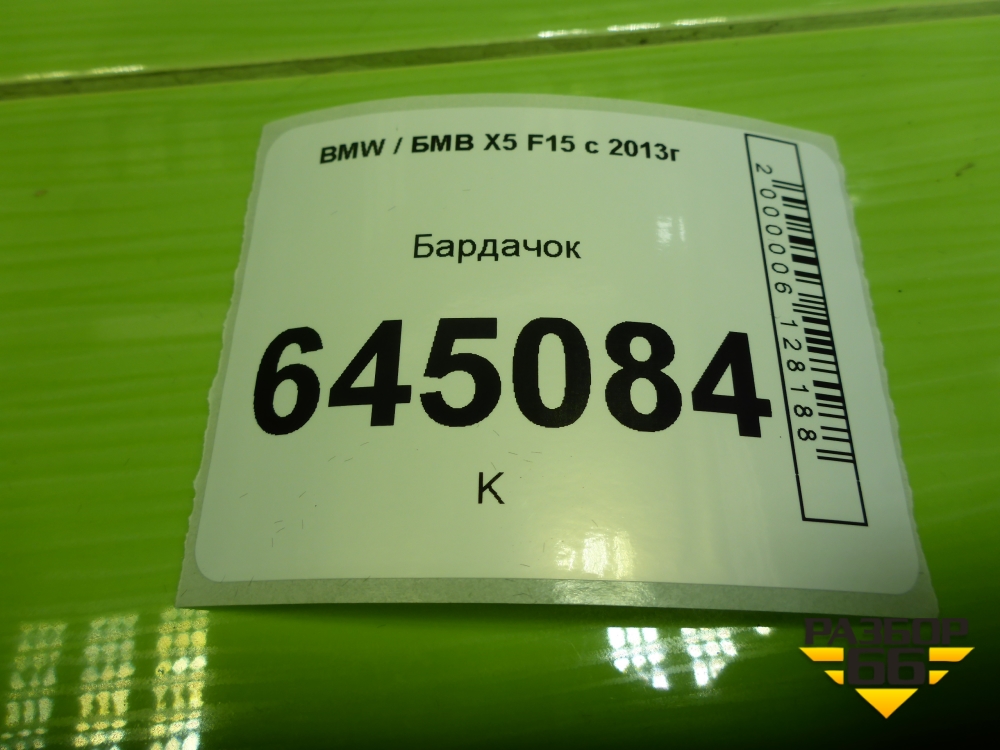 BMW / БМВ X5 F15 с 2013г
Бардачок
645084
К
2000006128188
РАЗБОР
66